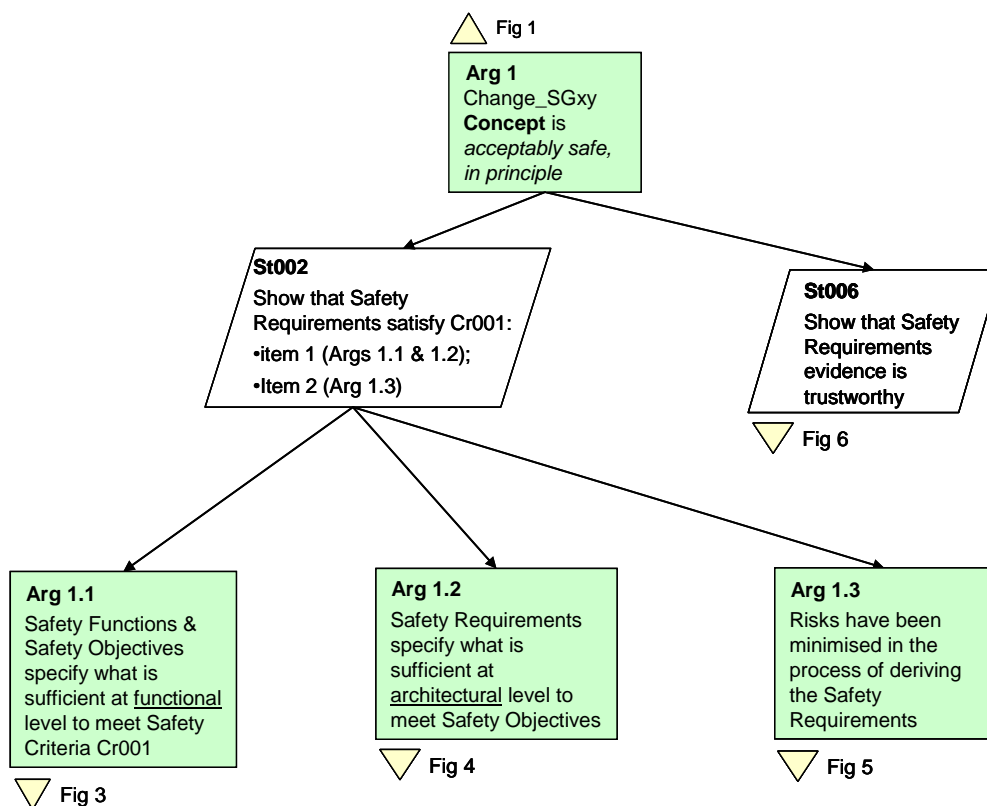 Fig 1
Arg 1
Change_SGxy
Concept is
acceptably safe,
in principle
St002
Show that Safety
Requirements satisfy Cr001:
•item 1 (Args 1.1 & 1.2);
•Item 2 (Arg 1.3)
St006
Show that Safety
Requirements
evidence is
trustworthy
Fig 6
Arg 1.1
Safety Functions &
Safety Objectives
specify what is
sufficient at functional
level to meet Safety
Criteria Cr001
Fig 3
Arg 1.2
Safety Requirements
specify what is
sufficient at
architectural level to
meet Safety Objectives
Fig 4
Arg 1.3
Risks have been
minimised in the
process of deriving
the Safety
Requirements
Fig 5